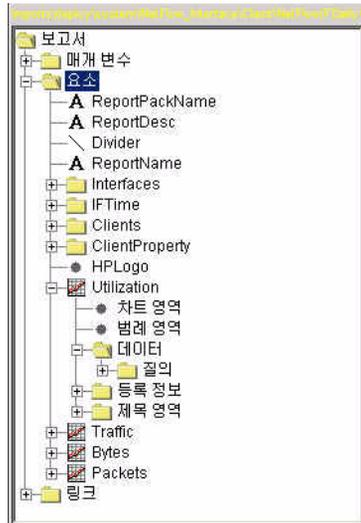 보고서
매개 변수
요소
A ReportPackName
A ReportDesc
Divider
A ReportName
Interfaces
IFTime
Clients
ClientProperty
HPLogo
Utilization
차트 영역
범례 영역
데이터
질의
등록 정보
제목 영역
Traffic
Bytes
Packets
링크